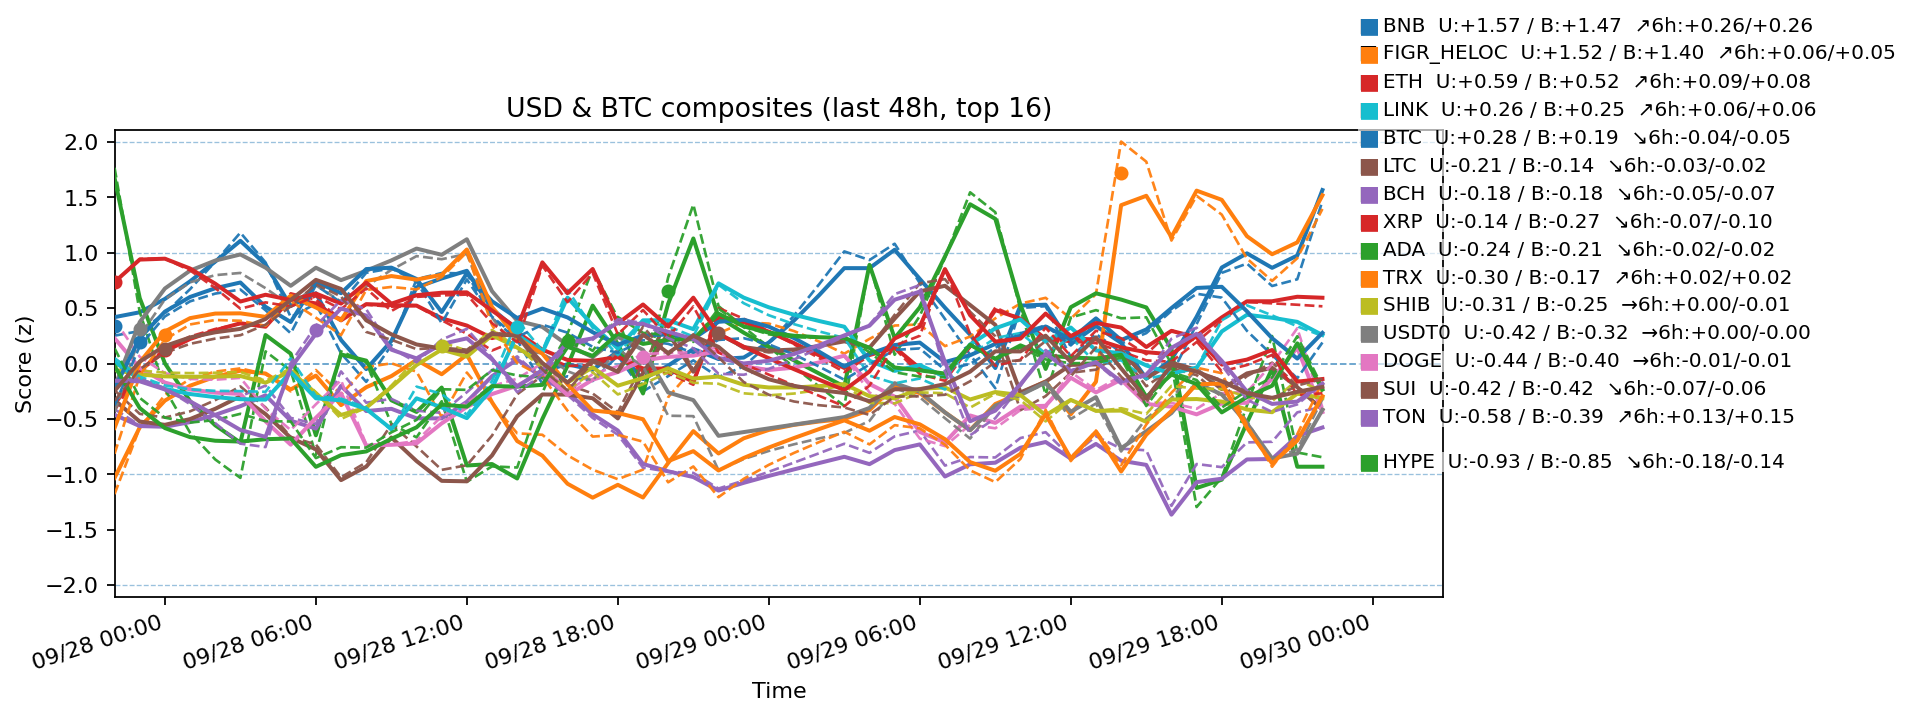 BNB  U:+1.57 / B:+1.47  ↗6h:+0.26/+0.26
FIGR_HELOC  U:+1.52 / B:+1.40  ↗6h:+0.06/+0.05
ETH  U:+0.59 / B:+0.52  ↗6h:+0.09/+0.08
LINK  U:+0.26 / B:+0.25  ↗6h:+0.06/+0.06
BTC  U:+0.28 / B:+0.19  ↘6h:-0.04/-0.05
LTC  U:-0.21 / B:-0.14  ↘6h:-0.03/-0.02
BCH  U:-0.18 / B:-0.18  ↘6h:-0.05/-0.07
XRP  U:-0.14 / B:-0.27  ↘6h:-0.07/-0.10
ADA  U:-0.24 / B:-0.21  ↘6h:-0.02/-0.02
TRX  U:-0.30 / B:-0.17  ↗6h:+0.02/+0.02
SHIB  U:-0.31 / B:-0.25  →6h:+0.00/-0.01
USDT0  U:-0.42 / B:-0.32  →6h:+0.00/-0.00
DOGE  U:-0.44 / B:-0.40  →6h:-0.01/-0.01
SUI  U:-0.42 / B:-0.42  ↘6h:-0.07/-0.06
TON  U:-0.58 / B:-0.39  ↗6h:+0.13/+0.15
HYPE  U:-0.93 / B:-0.85  ↘6h:-0.18/-0.14
USD & BTC composites (last 48h, top 16)
2.0
1.5
1.0
0.5
0.0
−0.5
−1.0
−1.5
−2.0
Score (z)
09/28 00:00
09/28 06:00
09/28 12:00
09/28 18:00
09/29 00:00
09/29 06:00
09/29 12:00
09/29 18:00
09/30 00:00
Time